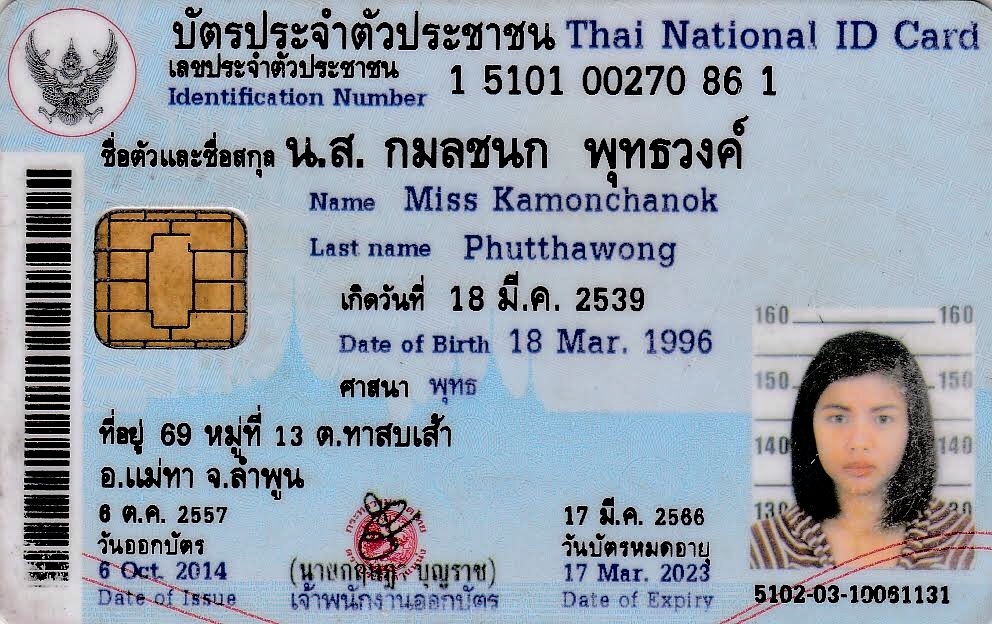 บัตรประจำตัวประชาชน Thai National ID Card
เลขประจำตัวประชาชน
Identification Number 1 5101 00270 86 1
ชื่อตัวและชื่อสกุล น.ส. กมลชนก พุทธวงค์
Name Miss Kamonchanok
Last name Phutthawong
เกิดวันที่ 18 มี.ค. 2539
Date of Birth 18 Mar. 1996
ศาสนา พุทธ
160 160
150 150
140 140
130
ที่อยู่ 69 หมู่ที่ 13 ต.ทาสบเส้า
อ.แม่ทา จ.ลำพูน
6 ต.ค. 2557
วันออกบัตร
6 Oct. 2014
Date of Issue
บุญราช)
เจ้าพนักงานออกบัตร
17 มี.ค. 2566
วันบัตรหมดอายุ
17 Mar. 2023
Date of Expiry
5102-03-10061131